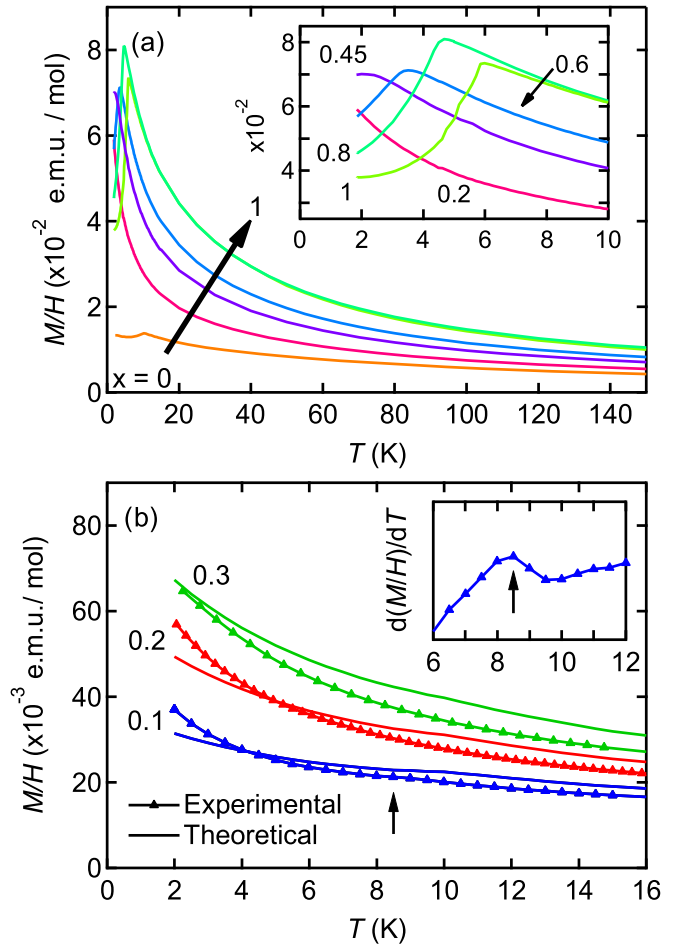 (a)
M/H (x10⁻² e.m.u. / mol)
8
6
4
2
0
0 20 40 60 80 100 120 140
T (K)
x = 0
1
x10⁻²
8
6
4
0 2 4 6 8 10
0.45
0.6
0.8
1
0.2
(b)
M/H (x10⁻³ e.m.u./ mol)
80
60
40
20
0
0 2 4 6 8 10 12 14 16
T (K)
0.3
0.2
0.1
Experimental
Theoretical
d(M/H)/dT
6 8 10 12